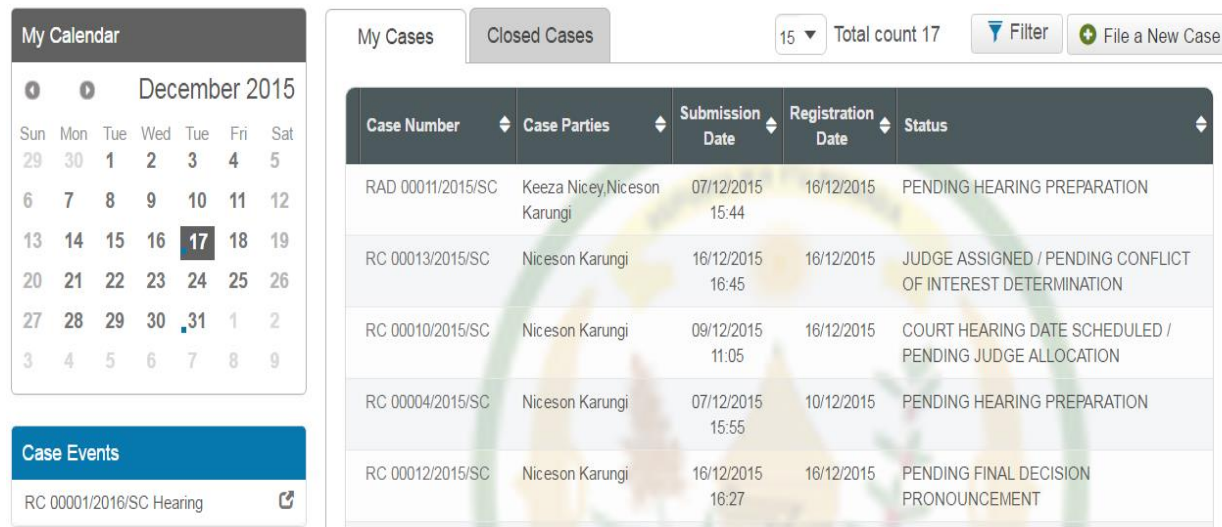 My Calendar
December 2015
Sun Mon Tue Wed Tue Fri Sat
29 30 1 2 3 4 5
6 7 8 9 10 11 12
13 14 15 16 17 18 19
20 21 22 23 24 25 26
27 28 29 30 31 1 2
3 4 5 6 7 8 9
Case Events
RC 00001/2016/SC Hearing
My Cases Closed Cases 15 Total count 17 Filter File a New Case
Case Number Case Parties Submission Date Registration Date Status
RAD 00011/2015/SC Keeza Nicey,Niceson 07/12/2015 16/12/2015 PENDING HEARING PREPARATION
Karungi 15:44
RC 00013/2015/SC Niceson Karungi 16/12/2015 16/12/2015 JUDGE ASSIGNED / PENDING CONFLICT
16:45 OF INTEREST DETERMINATION
RC 00010/2015/SC Niceson Karungi 09/12/2015 16/12/2015 COURT HEARING DATE SCHEDULED /
11:05 PENDING JUDGE ALLOCATION
RC 00004/2015/SC Niceson Karungi 07/12/2015 10/12/2015 PENDING HEARING PREPARATION
15:55
RC 00012/2015/SC Niceson Karungi 16/12/2015 16/12/2015 PENDING FINAL DECISION
16:27 PRONOUNCEMENT